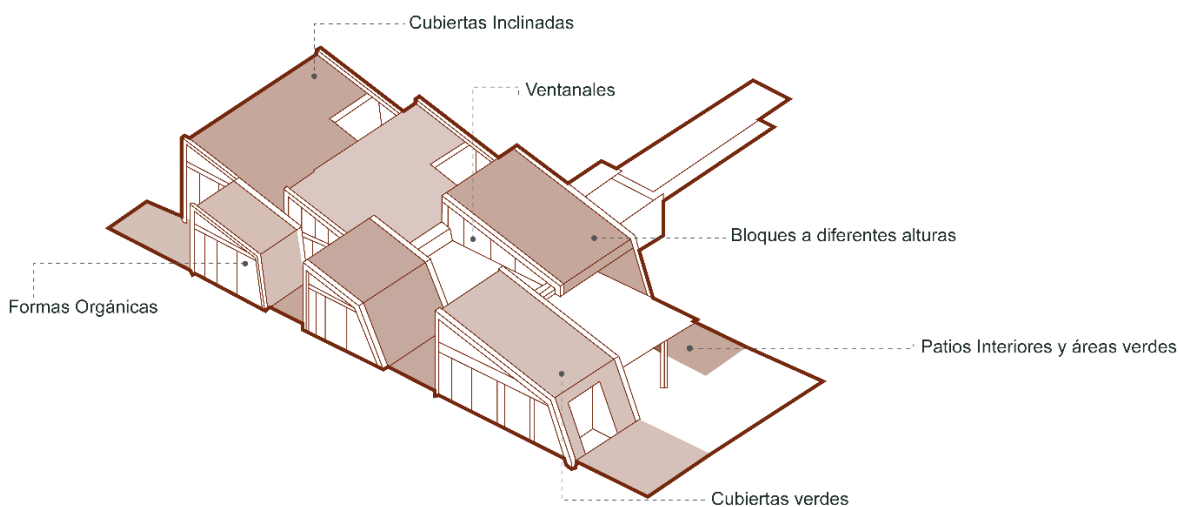 Cubiertas Inclinadas
Ventanales
Bloques a diferentes alturas
Formas Orgánicas
Patios Interiores y áreas verdes
Cubiertas verdes